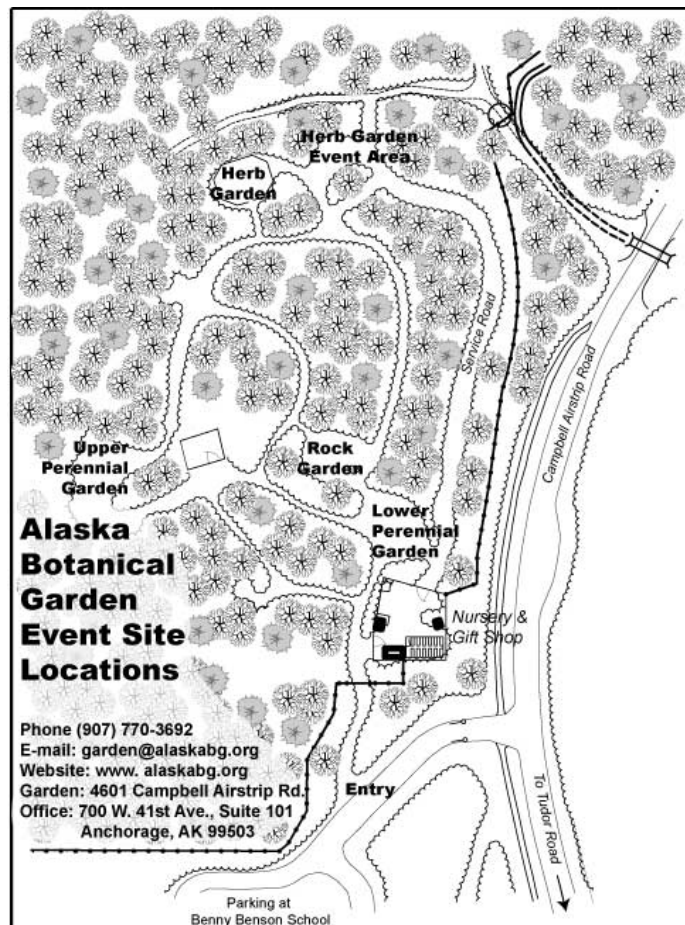 Herb Garden
Event Area
Herb
Garden
Service Road
Campbell Airstrip Road
Upper
Perennial
Garden
Rock
Garden
Lower
Perennial
Garden
Alaska
Botanical
Garden
Event Site
Locations
Nursery &
Gift Shop
Phone (907) 770-3692
E-mail: garden@alaskabg.org
Website: www. alaskabg.org
Garden: 4601 Campbell Airstrip Rd.
Office: 700 W. 41st Ave., Suite 101
Anchorage, AK 99503
Entry
To Tudor Road
Parking at
Benny Benson School